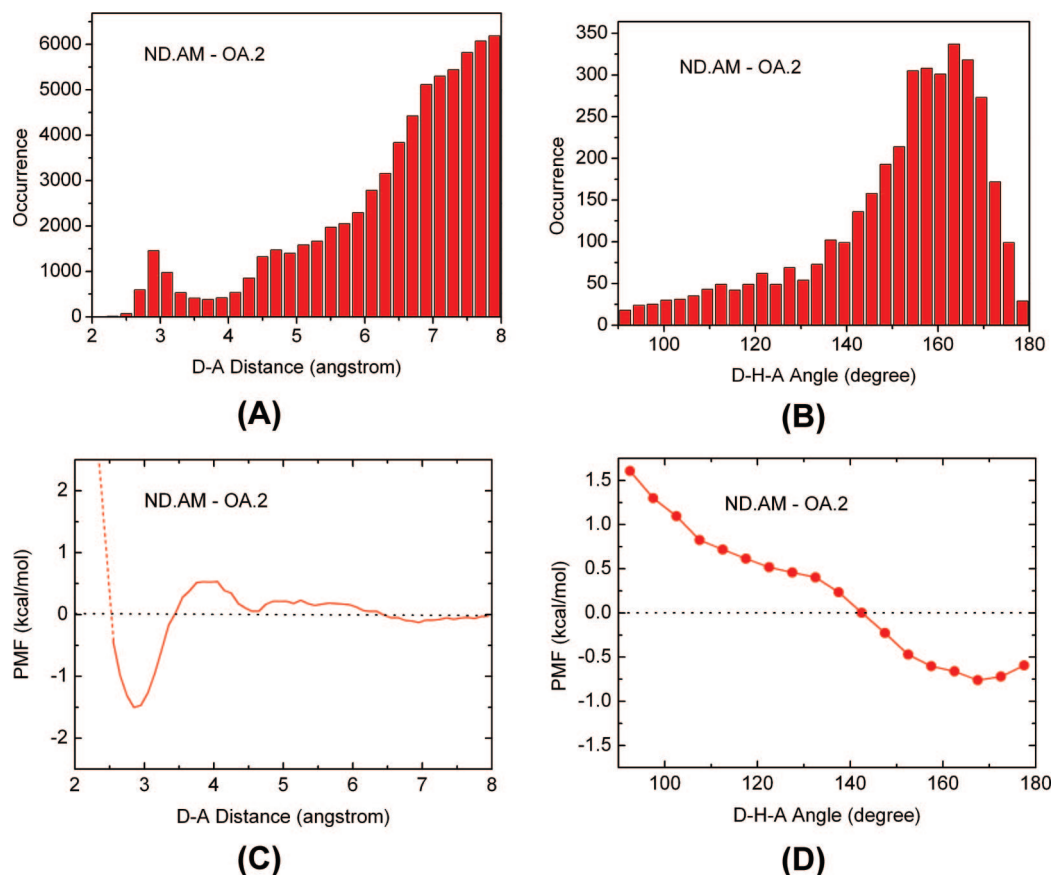 ND.AM - OA.2
Occurrence
6000
5000
4000
3000
2000
1000
0
2 3 4 5 6 7 8
D-A Distance (angstrom)
(A)
ND.AM - OA.2
Occurrence
350
300
250
200
150
100
50
0
100 120 140 160 180
D-H-A Angle (degree)
(B)
ND.AM - OA.2
PMF (kcal/mol)
2
1
0
-1
-2
2 3 4 5 6 7 8
D-A Distance (angstrom)
(C)
ND.AM - OA.2
PMF (kcal/mol)
1.5
1.0
0.5
0.0
-0.5
-1.0
-1.5
100 120 140 160 180
D-H-A Angle (degree)
(D)